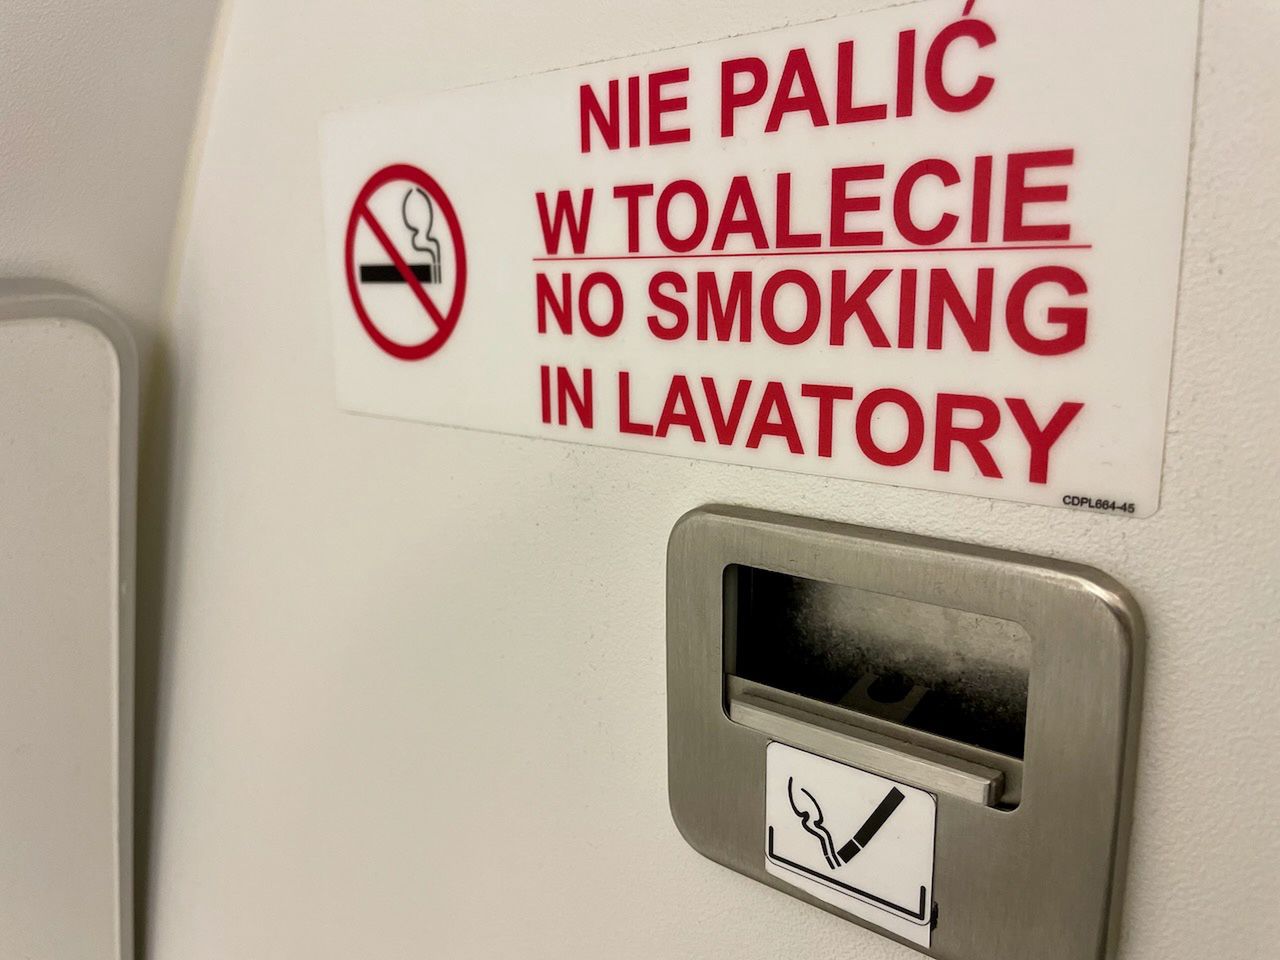 NIE PALIĆ
W TOALECIE
NO SMOKING
IN LAVATORY
CDPL664-45